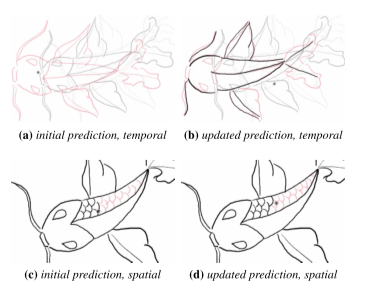 (a) initial prediction, temporal (b) updated prediction, temporal
(c) initial prediction, spatial (d) updated prediction, spatial